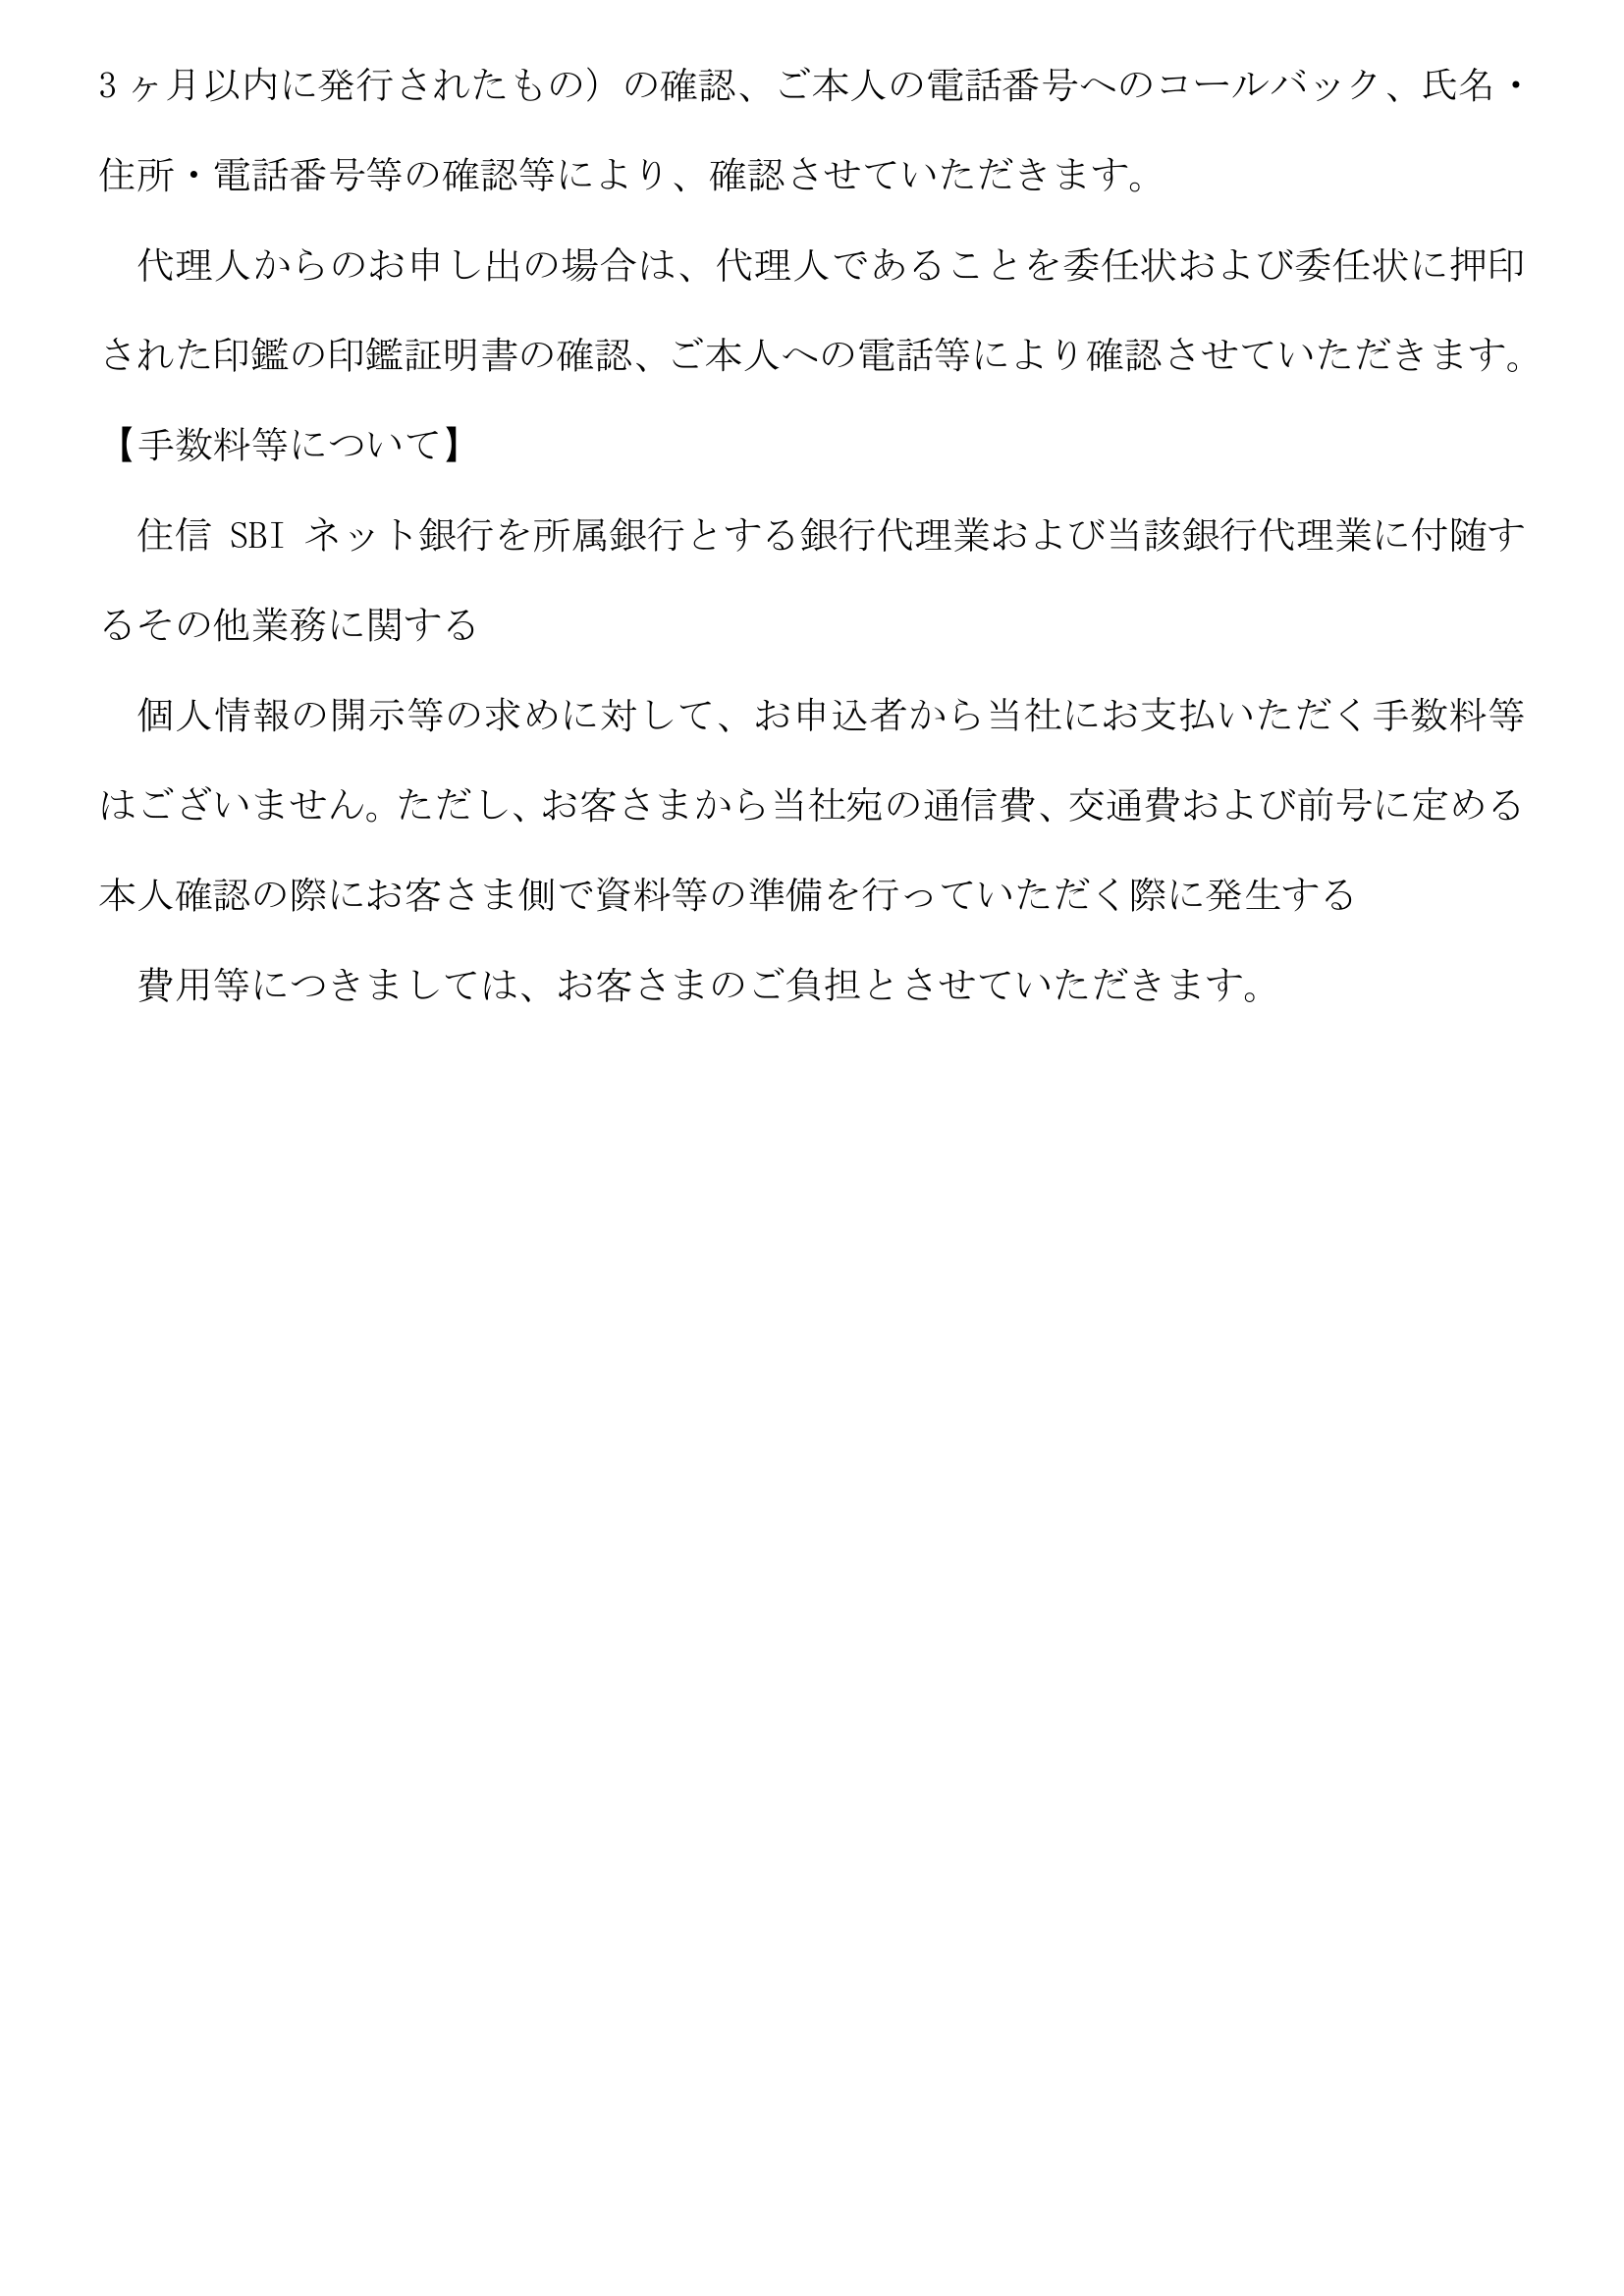 3 ヶ月以内に発行されたもの）の確認、ご本人の電話番号へのコールバック、氏名・
住所・電話番号等の確認等により、確認させていただきます。
　代理人からのお申し出の場合は、代理人であることを委任状および委任状に押印
された印鑑の印鑑証明書の確認、ご本人への電話等により確認させていただきます。
【手数料等について】
　住信 SBI ネット銀行を所属銀行とする銀行代理業および当該銀行代理業に付随す
るその他業務に関する
　個人情報の開示等の求めに対して、お申込者から当社にお支払いただく手数料等
はございません。ただし、お客さまから当社宛の通信費、交通費および前号に定める
本人確認の際にお客さま側で資料等の準備を行っていただく際に発生する
　費用等につきましては、お客さまのご負担とさせていただきます。